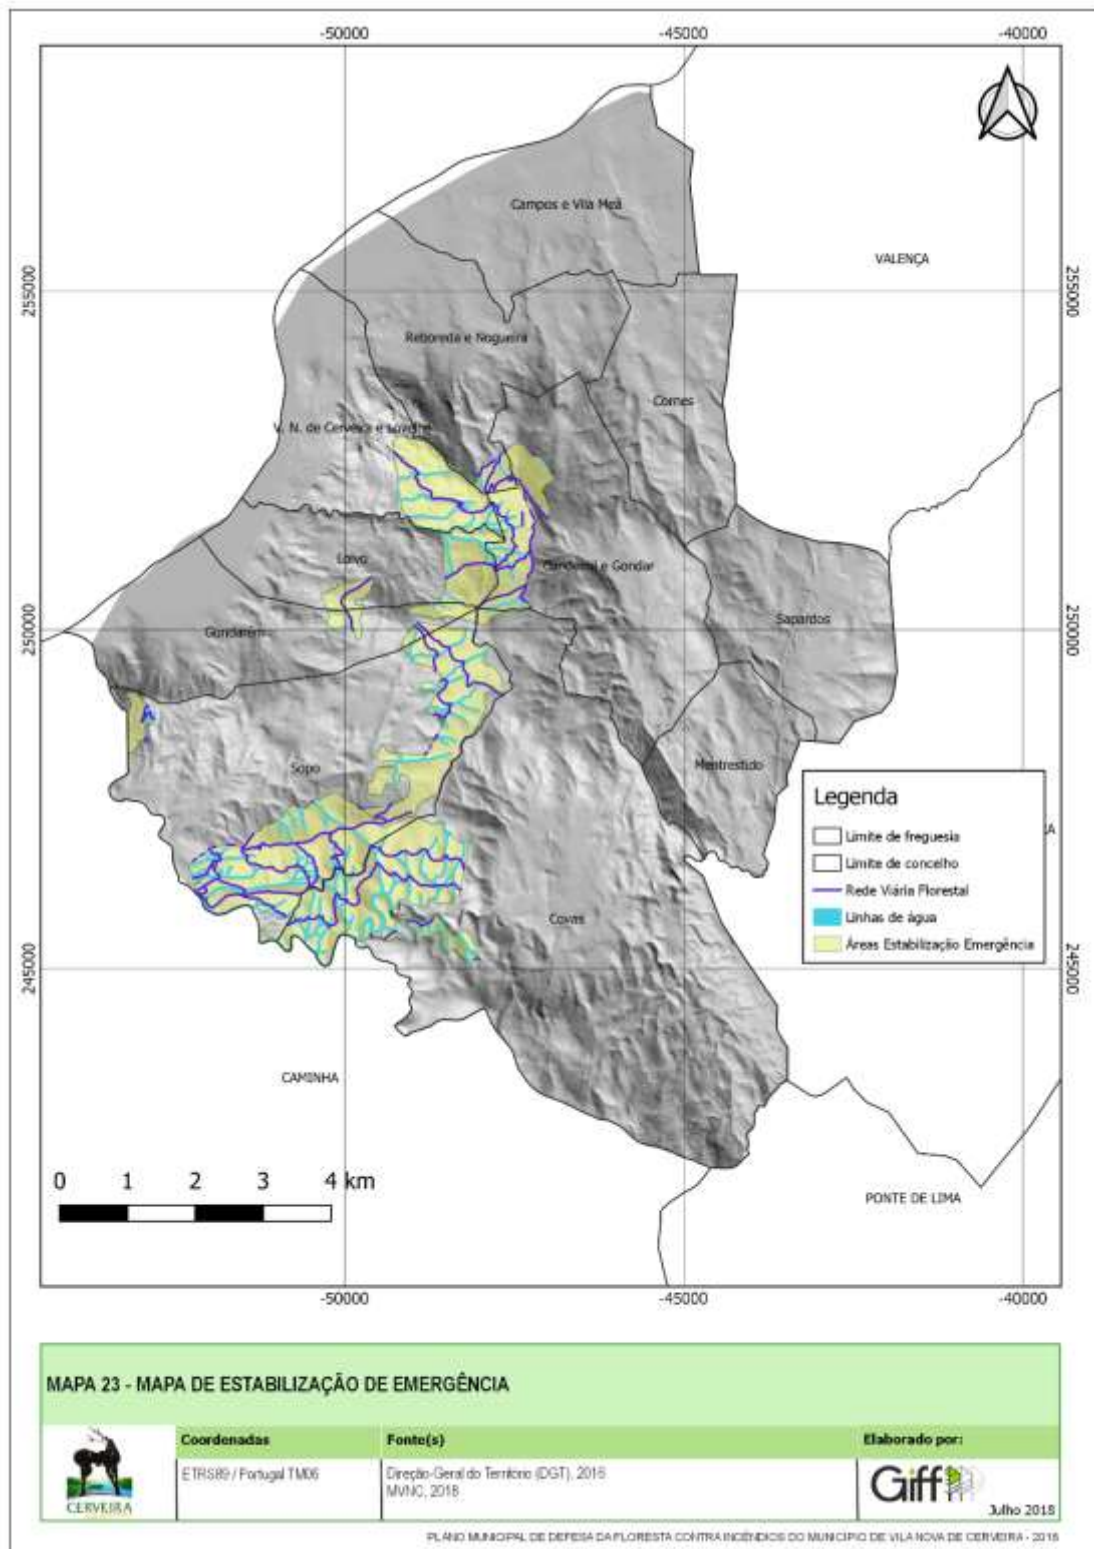 -50000 -45000 -40000
Campos e Vila Meã
VALENÇA
255000 255000
Reboreda e Nogueira
Cornes
V. N. de Cerveira e Lovelhe
Loivo
Candemil e Gondar
Sapardos
Gondarém
250000 250000
Sopo
Mentrestido
Legenda
Limite de freguesia
Limite de concelho
Rede Viária Florestal
Linhas de água
Áreas Estabilização Emergência
Covas
245000 245000
CAMINHA
0 1 2 3 4 km
PONTE DE LIMA
-50000 -45000 -40000
MAPA 23 - MAPA DE ESTABILIZAÇÃO DE EMERGÊNCIA
Coordenadas Fonte(s) Elaborado por:
ETRS89 / Portugal TM06 Direção-Geral do Território (DGT), 2016
MVNC, 2018
CERVEIRA
Giff
Julho 2018
PLANO MUNICIPAL DE DEFESA DA FLORESTA CONTRA INCÊNDIOS DO MUNICÍPIO DE VILA NOVA DE CERVEIRA - 2018